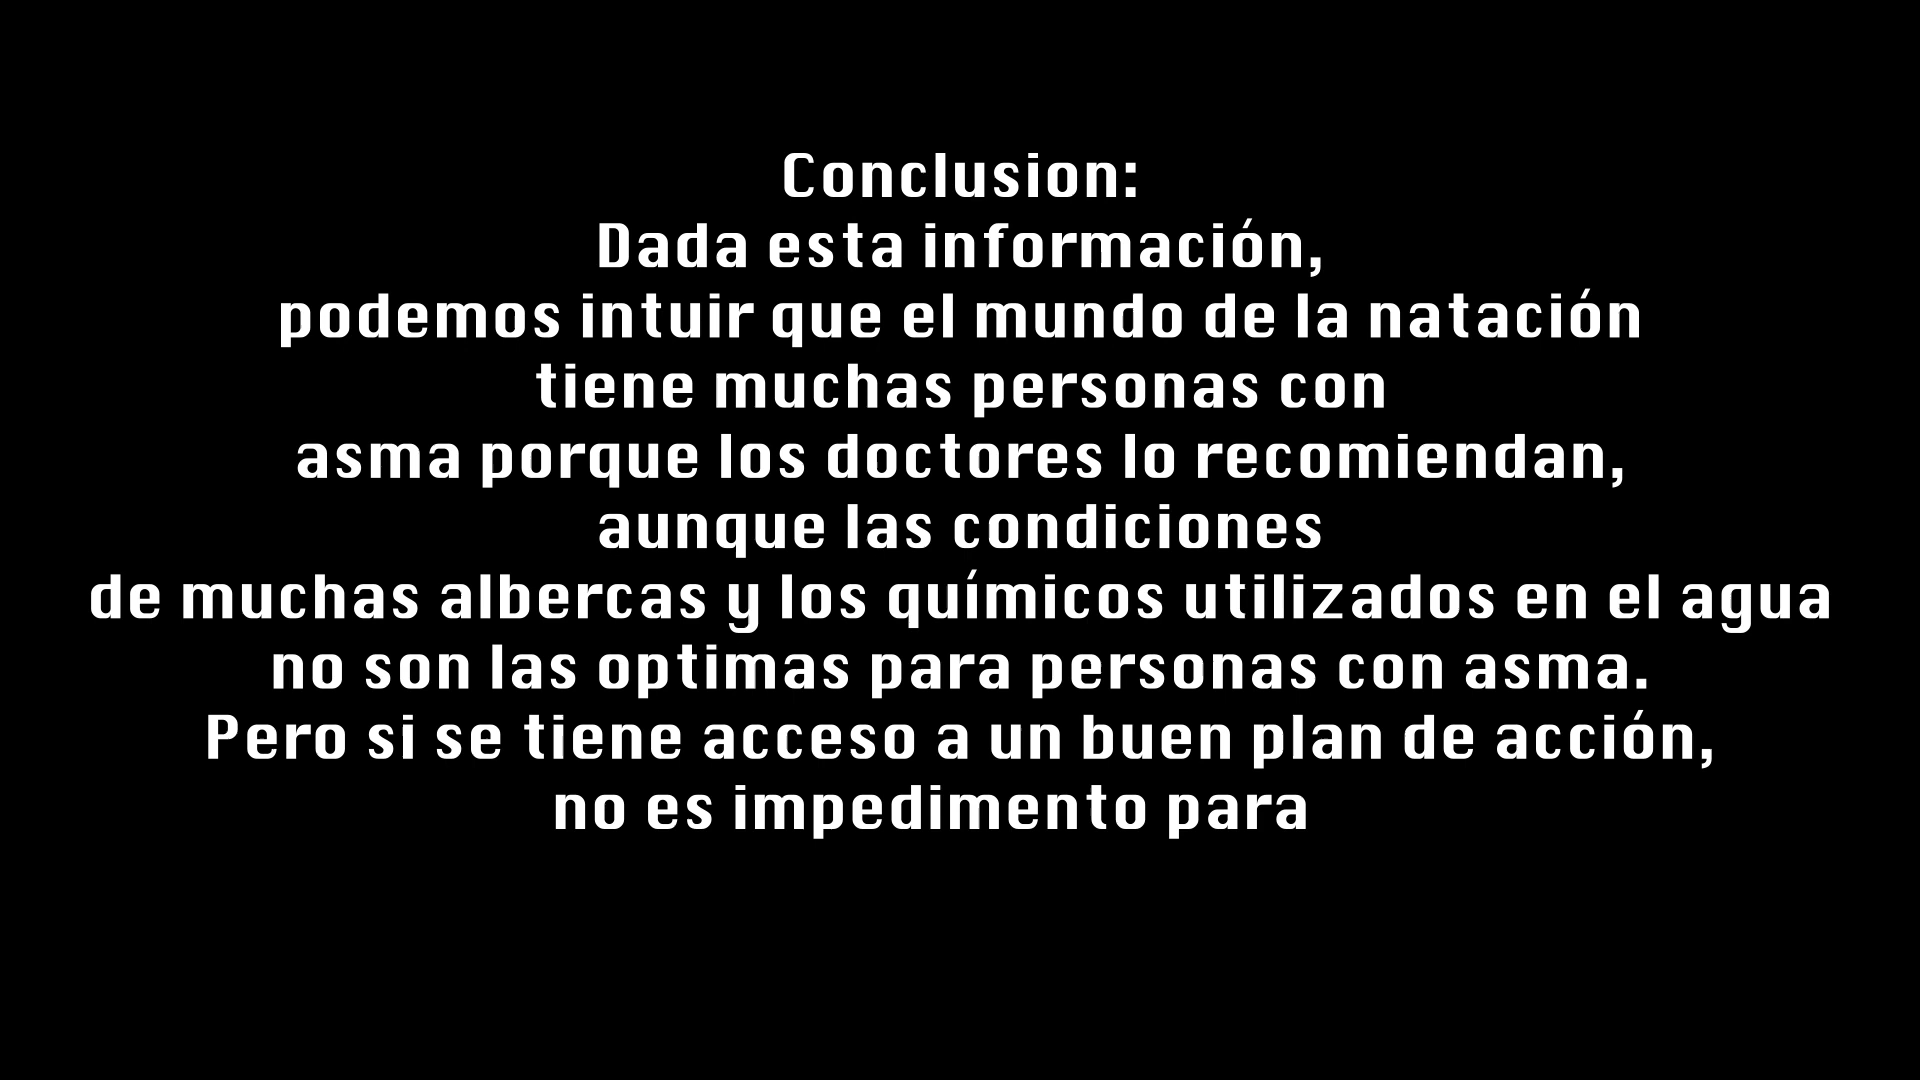 Conclusion:
Dada esta información,
podemos intuir que el mundo de la natación
tiene muchas personas con
asma porque los doctores lo recomiendan,
aunque las condiciones
de muchas albercas y los químicos utilizados en el agua
no son las optimas para personas con asma.
Pero si se tiene acceso a un buen plan de acción,
no es impedimento para